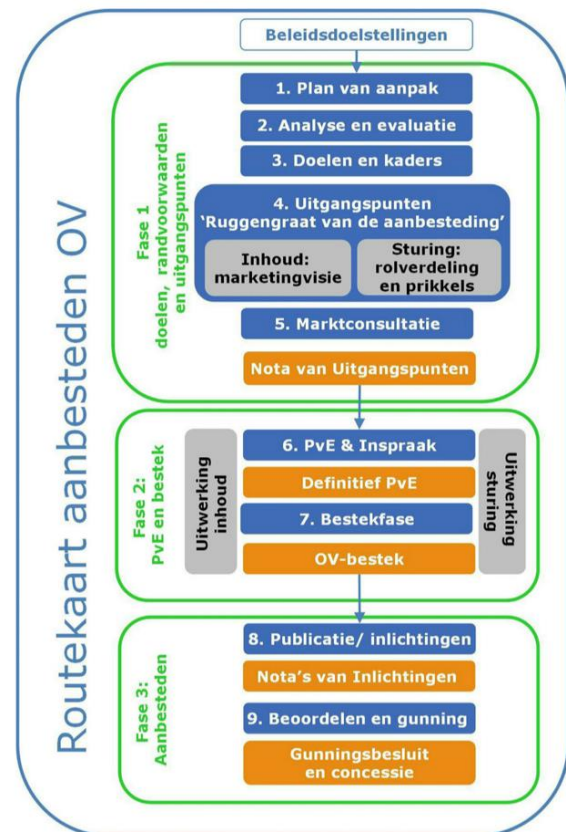 Routekaart aanbesteden OV
Beleidsdoelstellingen
Fase 1
doelen, randvoorwaarden
en uitgangspunten
1. Plan van aanpak
2. Analyse en evaluatie
3. Doelen en kaders
4. Uitgangspunten
‘Ruggengraat van de aanbesteding’
Inhoud:
marketingvisie
Sturing:
rolverdeling
en prikkels
5. Marktconsultatie
Nota van Uitgangspunten
Fase 2:
PvE en bestek
Uitwerking
inhoud
6. PvE & Inspraak
Definitief PvE
7. Bestekfase
OV-bestek
Uitwerking
sturing
Fase 3:
Aanbesteden
8. Publicatie/ inlichtingen
Nota’s van Inlichtingen
9. Beoordelen en gunning
Gunningsbesluit
en concessie